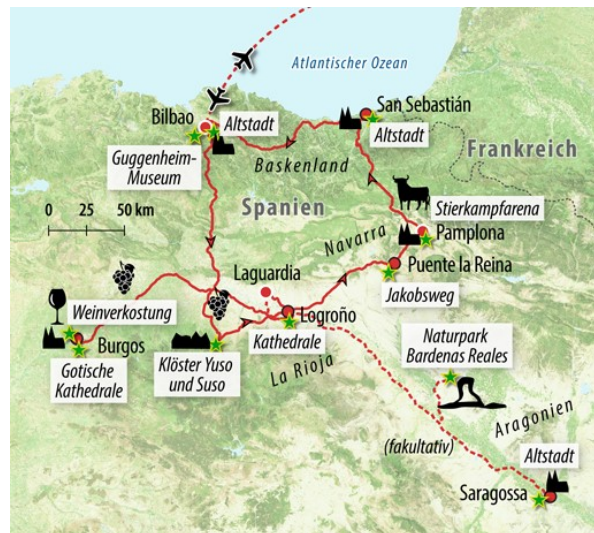 Atlantischer Ozean
San Sebastián
Bilbao
Altstadt
Altstadt
Guggenheim-
Museum
Baskenland
Frankreich
0 25 50 km
Spanien
Stierkampfarena
Navarra
Pamplona
Puente la Reina
Laguardia
Jakobsweg
Weinverkostung
Logroño
Burgos
Kathedrale
Gotische
Kathedrale
Klöster Yuso
und Suso
La Rioja
Naturpark
Bardenas Reales
Aragonien
(fakultativ)
Altstadt
Saragossa